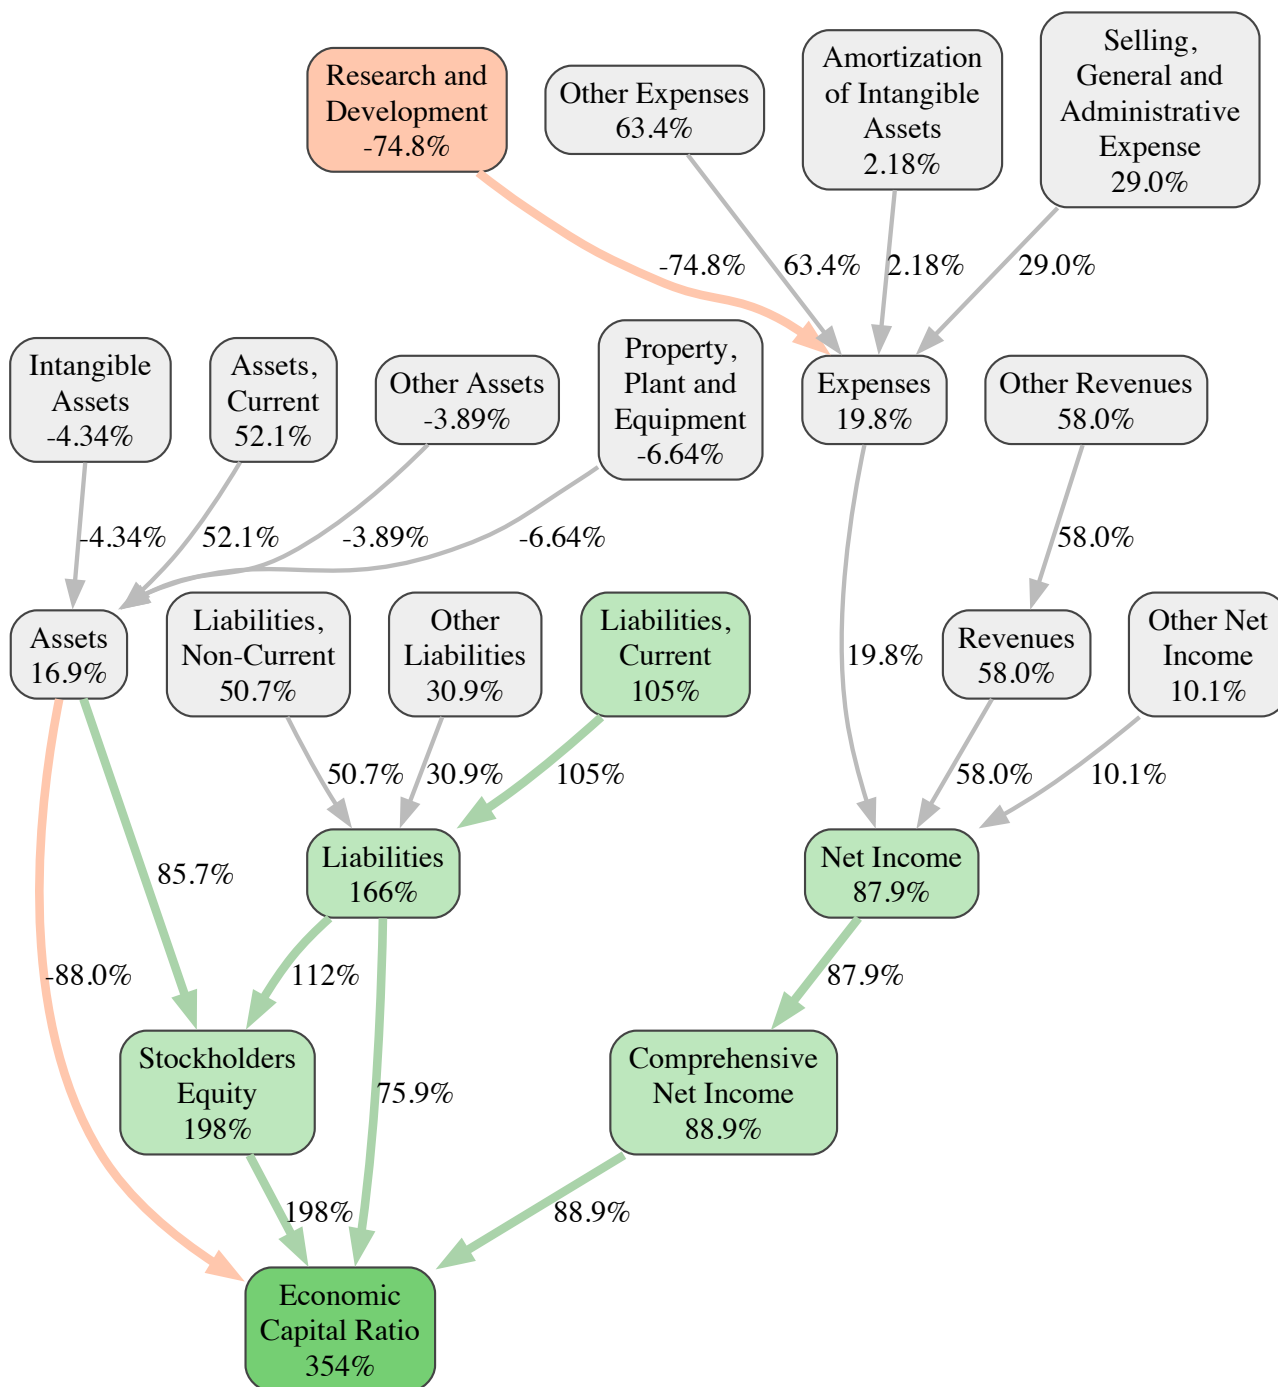 Research and
Development
-74.8%
Other Expenses
63.4%
Amortization
of Intangible
Assets
2.18%
Selling,
General and
Administrative
Expense
29.0%
-74.8%
63.4%
2.18%
29.0%
Intangible
Assets
-4.34%
Assets,
Current
52.1%
Other Assets
-3.89%
Property,
Plant and
Equipment
-6.64%
Expenses
19.8%
Other Revenues
58.0%
-4.34%
52.1%
-3.89%
-6.64%
58.0%
Assets
16.9%
Liabilities,
Non-Current
50.7%
Other
Liabilities
30.9%
Liabilities,
Current
105%
19.8%
Revenues
58.0%
Other Net
Income
10.1%
50.7%
30.9%
105%
58.0%
10.1%
85.7%
Liabilities
166%
Net Income
87.9%
-88.0%
112%
87.9%
Stockholders
Equity
198%
75.9%
Comprehensive
Net Income
88.9%
198%
88.9%
Economic
Capital Ratio
354%